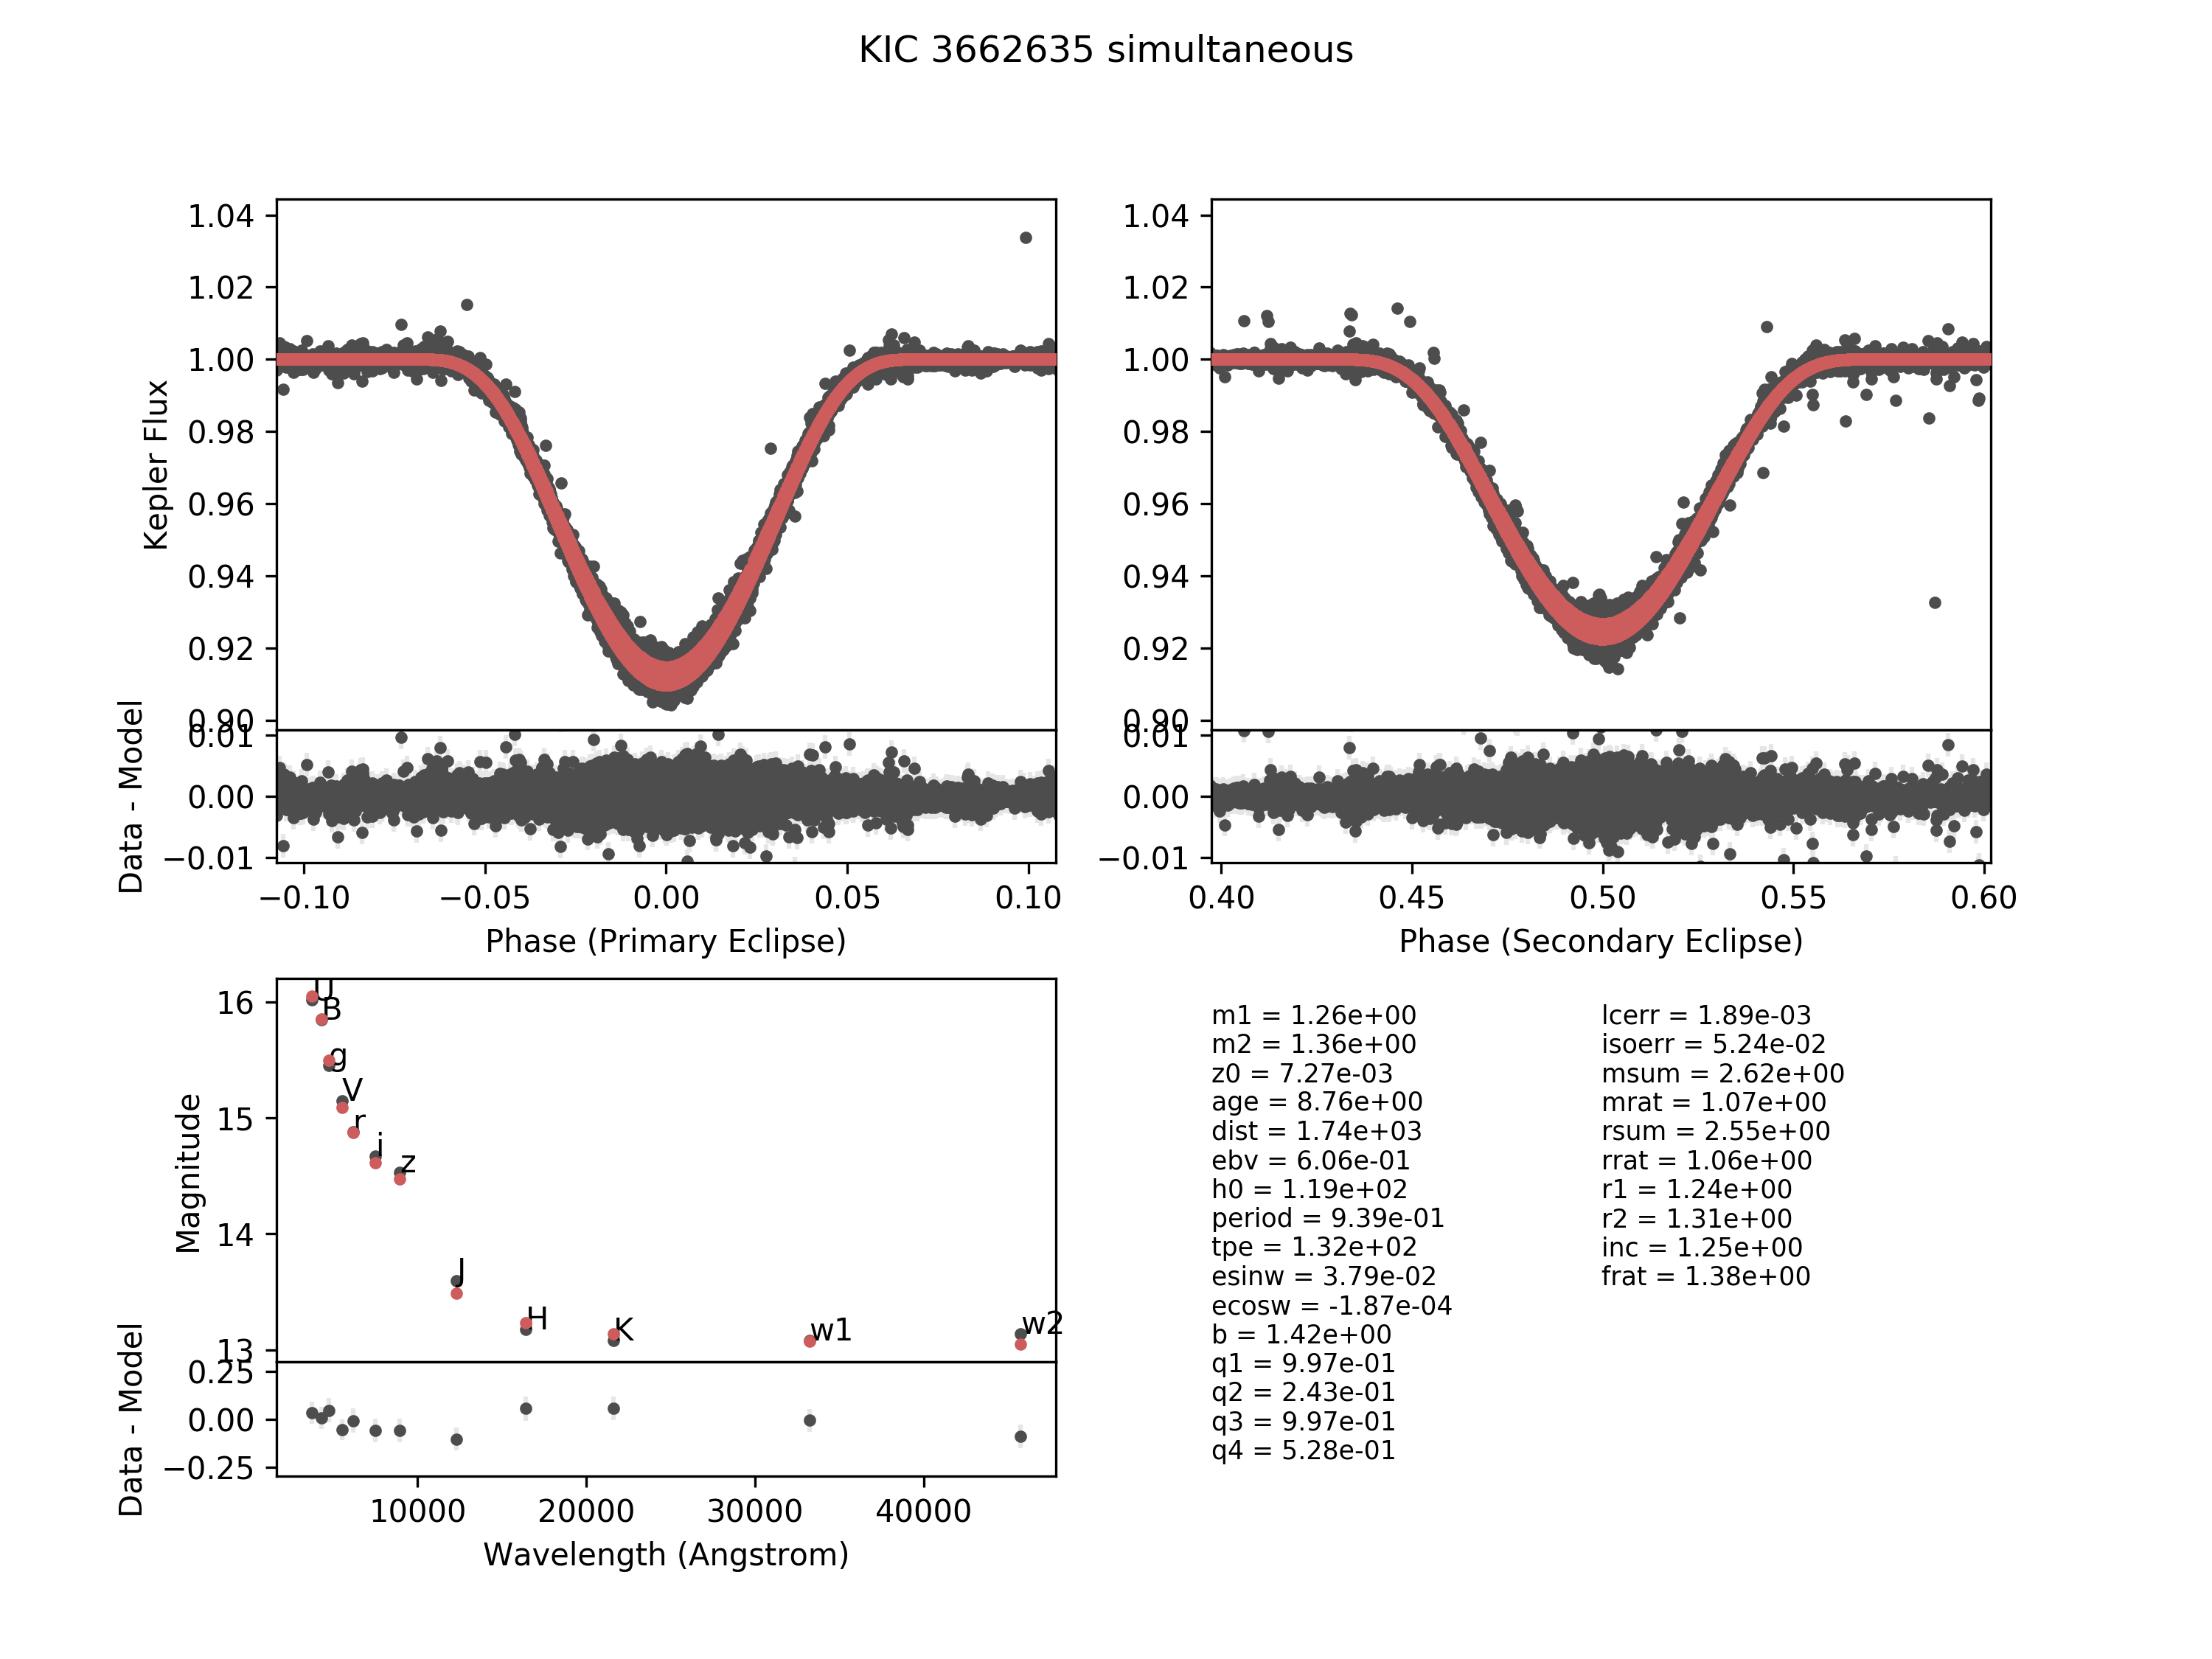 KIC 3662635 simultaneous
Kepler Flux
1.04
1.02
1.00
0.98
0.96
0.94
0.92
0.90
1.04
1.02
1.00
0.98
0.96
0.94
0.92
0.90
Data - Model
0.01
0.00
−0.01
0.01
0.00
−0.01
−0.10 −0.05 0.00 0.05 0.10
0.40 0.45 0.50 0.55 0.60
Phase (Primary Eclipse)
Phase (Secondary Eclipse)
Magnitude
16
15
14
13
U
B
g
V
r
i
z
J
H
K
w1
w2
Data - Model
0.25
0.00
−0.25
10000 20000 30000 40000
Wavelength (Angstrom)
m1 = 1.26e+00
m2 = 1.36e+00
z0 = 7.27e-03
age = 8.76e+00
dist = 1.74e+03
ebv = 6.06e-01
h0 = 1.19e+02
period = 9.39e-01
tpe = 1.32e+02
esinw = 3.79e-02
ecosw = -1.87e-04
b = 1.42e+00
q1 = 9.97e-01
q2 = 2.43e-01
q3 = 9.97e-01
q4 = 5.28e-01
lcerr = 1.89e-03
isoerr = 5.24e-02
msum = 2.62e+00
mrat = 1.07e+00
rsum = 2.55e+00
rrat = 1.06e+00
r1 = 1.24e+00
r2 = 1.31e+00
inc = 1.25e+00
frat = 1.38e+00